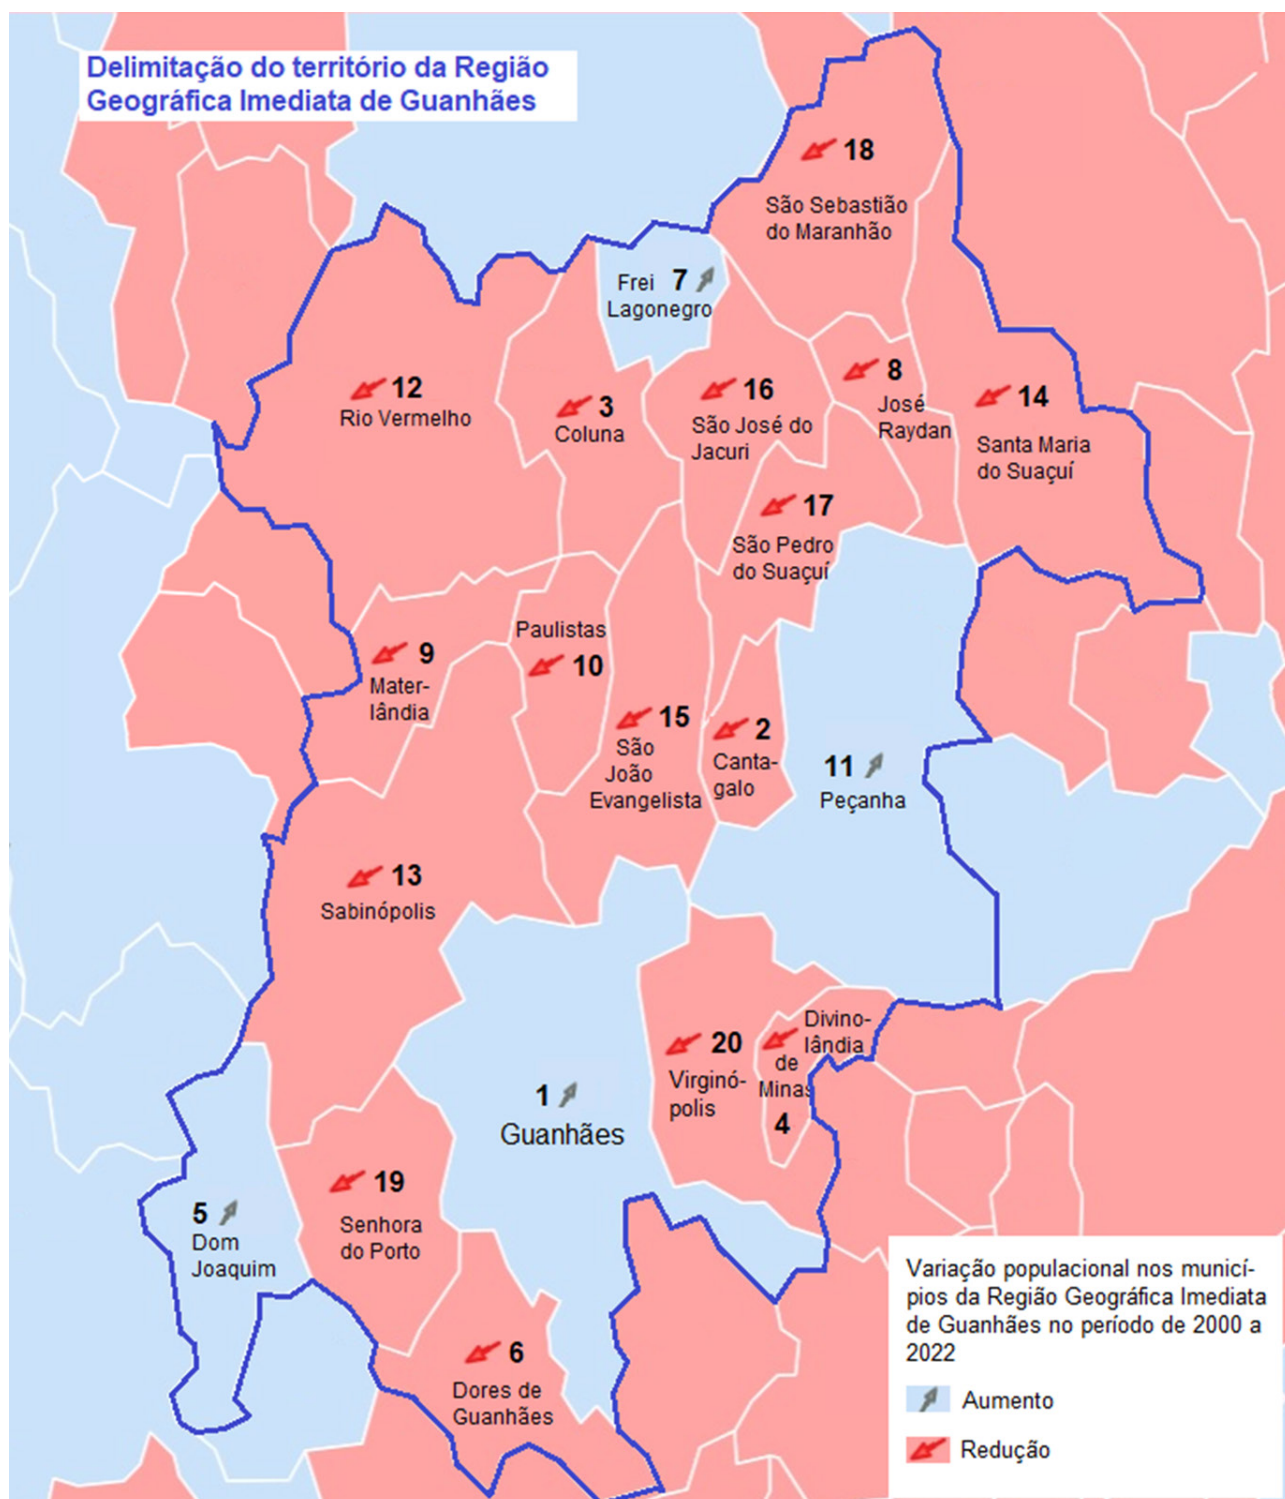 Delimitação do território da Região
Geográfica Imediata de Guanhães
18
São Sebastião
do Maranhão
Frei 7
Lagonegro
12
Rio Vermelho
3
Coluna
16
São José do
Jacuri
8
José
Raydan
14
Santa Maria
do Suaçuí
17
São Pedro
do Suaçuí
9
Mater-
lândia
Paulistas
10
15
São
João
Evangelista
2
Canta-
galo
11
Peçanha
13
Sabinópolis
20
Virginó-
polis
Divino-
lândia
de
Minas
4
1
Guanhães
5
Dom
Joaquim
19
Senhora
do Porto
6
Dores de
Guanhães
Variação populacional nos municí-
pios da Região Geográfica Imediata
de Guanhães no período de 2000 a
2022
Aumento
Redução